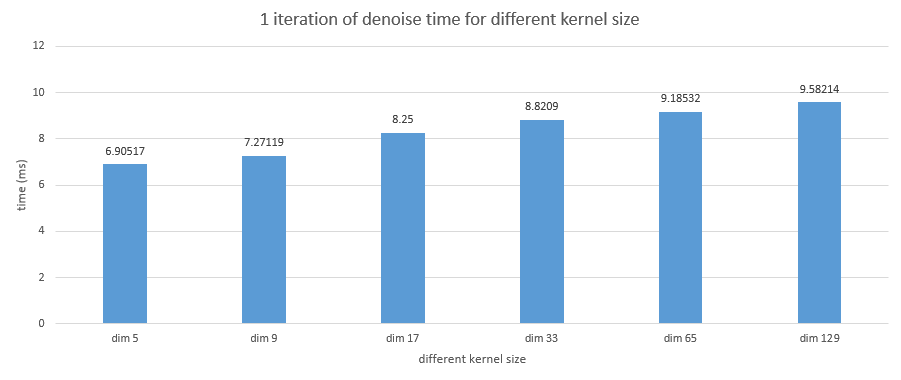 1 iteration of denoise time for different kernel size
12
10
8
6
4
2
0
time (ms)
6.90517
7.27119
8.25
8.8209
9.18532
9.58214
dim 5
dim 9
dim 17
dim 33
dim 65
dim 129
different kernel size